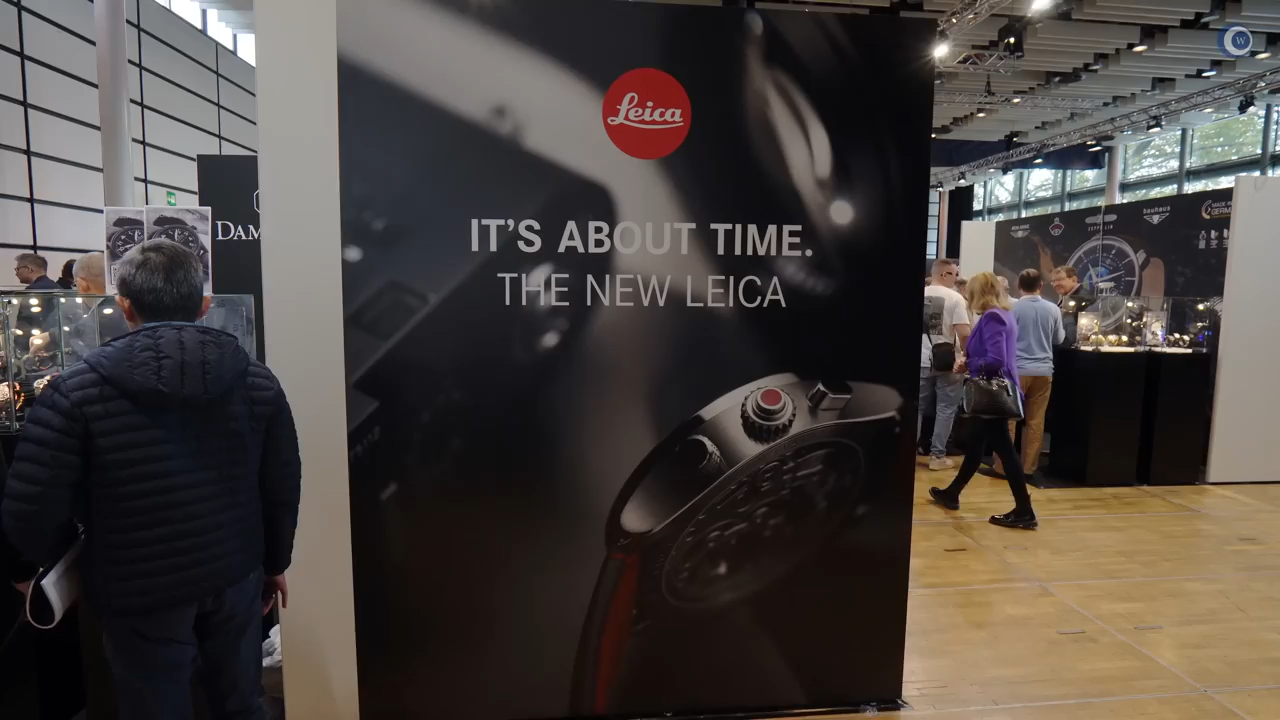 Leica
IT'S ABOUT TIME.
THE NEW LEICA
DAM
ZEPPELIN
bauhaus
MADE IN
GERM
W